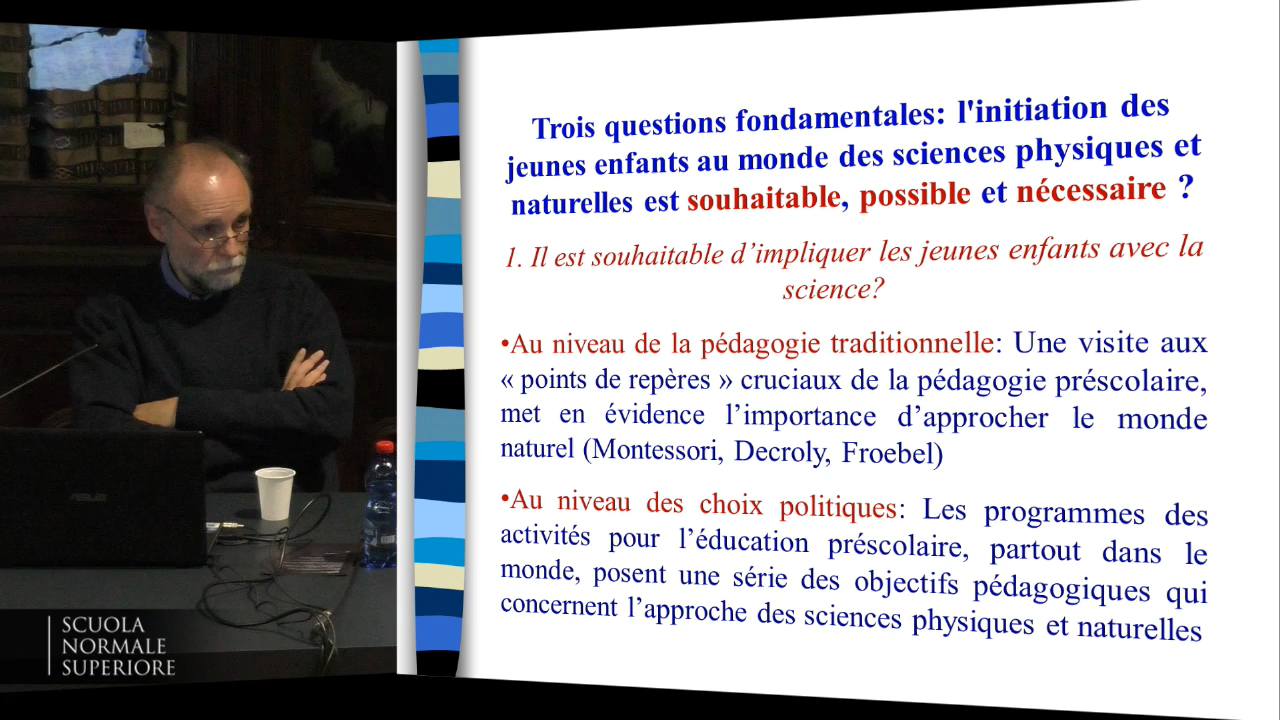 Trois questions fondamentales: l'initiation des
jeunes enfants au monde des sciences physiques et
naturelles est souhaitable, possible et nécessaire ?
1. Il est souhaitable d’impliquer les jeunes enfants avec la
science?
•Au niveau de la pédagogie traditionnelle: Une visite aux
« points de repères » cruciaux de la pédagogie préscolaire,
met en évidence l’importance d’approcher le monde
naturel (Montessori, Decroly, Froebel)
•Au niveau des choix politiques: Les programmes des
activités pour l’éducation préscolaire, partout dans le
monde, posent une série des objectifs pédagogiques qui
concernent l’approche des sciences physiques et naturelles
ASUS
SCUOLA
NORMALE
SUPERIORE